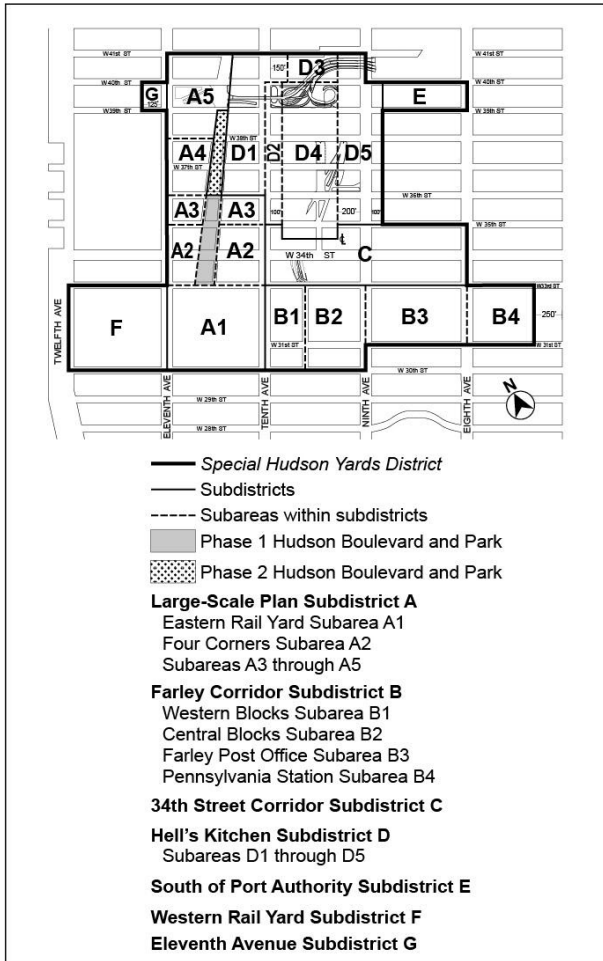 W 41st ST
W 41st ST
150'
D3
W 40th ST
W 40th ST
G
A5
E
125'
W 39th ST
W 39th ST
W 38th ST
A4
D1
D2
D4
D5
W 37th ST
W 36th ST
A3
A3
100'
200'
100'
W 35th ST
A2
A2
W 34th ST
C
W 33rd ST
F
A1
B1
B2
B3
B4
250'
W 31st ST
W 31st ST
W 30th ST
TWELFTH AVE
ELEVENTH AVE
TENTH AVE
NINTH AVE
EIGHTH AVE
W 29th ST
W 29th ST
W 28th ST
W 28th ST
N
Special Hudson Yards District
Subdistricts
Subareas within subdistricts
Phase 1 Hudson Boulevard and Park
Phase 2 Hudson Boulevard and Park
Large-Scale Plan Subdistrict A
Eastern Rail Yard Subarea A1
Four Corners Subarea A2
Subareas A3 through A5
Farley Corridor Subdistrict B
Western Blocks Subarea B1
Central Blocks Subarea B2
Farley Post Office Subarea B3
Pennsylvania Station Subarea B4
34th Street Corridor Subdistrict C
Hell's Kitchen Subdistrict D
Subareas D1 through D5
South of Port Authority Subdistrict E
Western Rail Yard Subdistrict F
Eleventh Avenue Subdistrict G